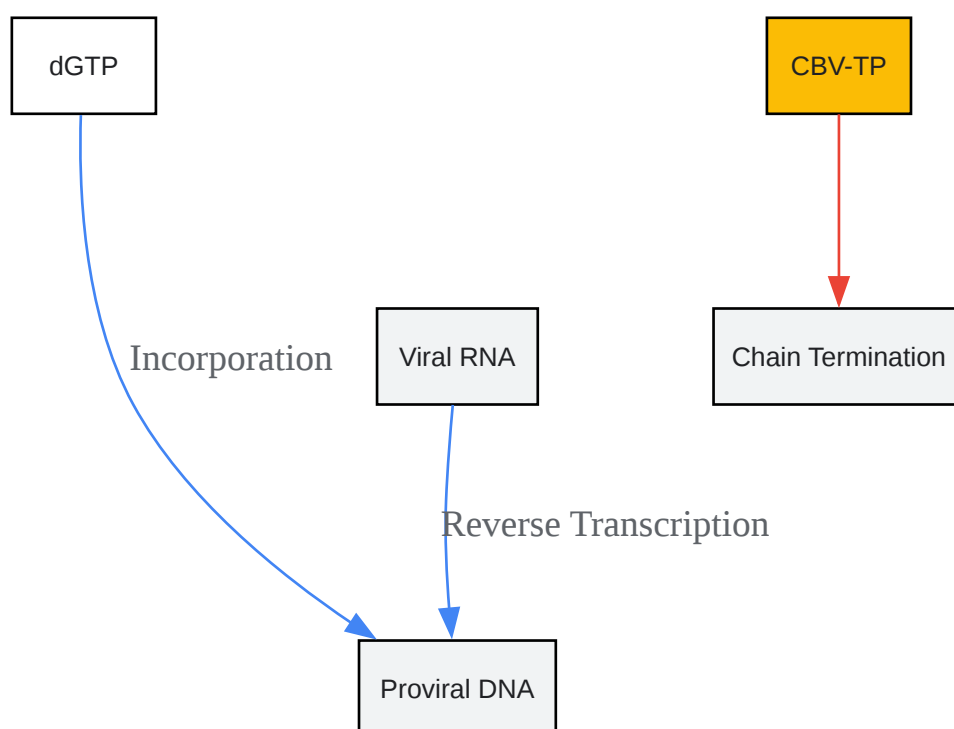 dGTP
CBV-TP
Incorporation
Viral RNA
Chain Termination
Reverse Transcription
Proviral DNA